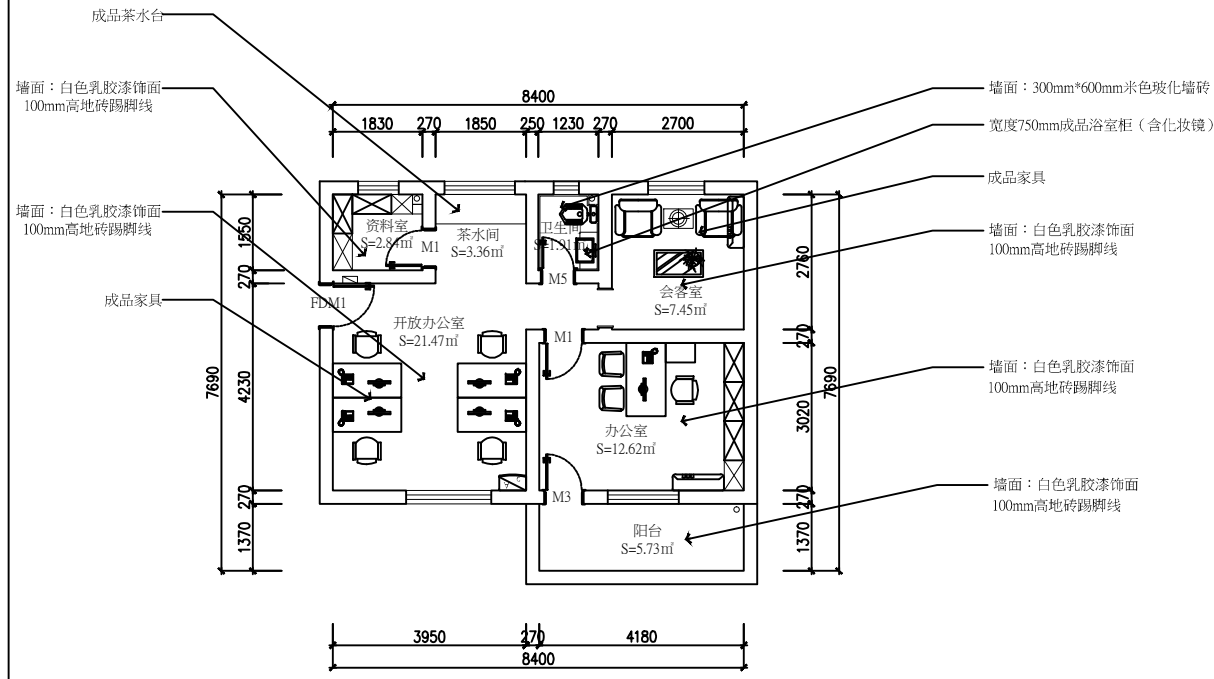 成品茶水台
墙面：白色乳胶漆饰面
100mm高地砖踢脚线
墙面：白色乳胶漆饰面
100mm高地砖踢脚线
成品家具
墙面：300mm*600mm米色玻化墙砖
宽度750mm成品浴室柜（含化妆镜）
成品家具
墙面：白色乳胶漆饰面
100mm高地砖踢脚线
墙面：白色乳胶漆饰面
100mm高地砖踢脚线
墙面：白色乳胶漆饰面
100mm高地砖踢脚线
8400
1830 270 1850 250 1230 270 2700
7690
1550
270
4230
270
1370
资料室
S=2.84㎡
M1
茶水间
S=3.36㎡
卫生间
S=1.91㎡
M5
会客室
S=7.45㎡
FDM1
开放办公室
S=21.47㎡
M1
办公室
S=12.62㎡
M3
阳台
S=5.73㎡
2760
270
3020
270
1370
7690
3950 270 4180
8400